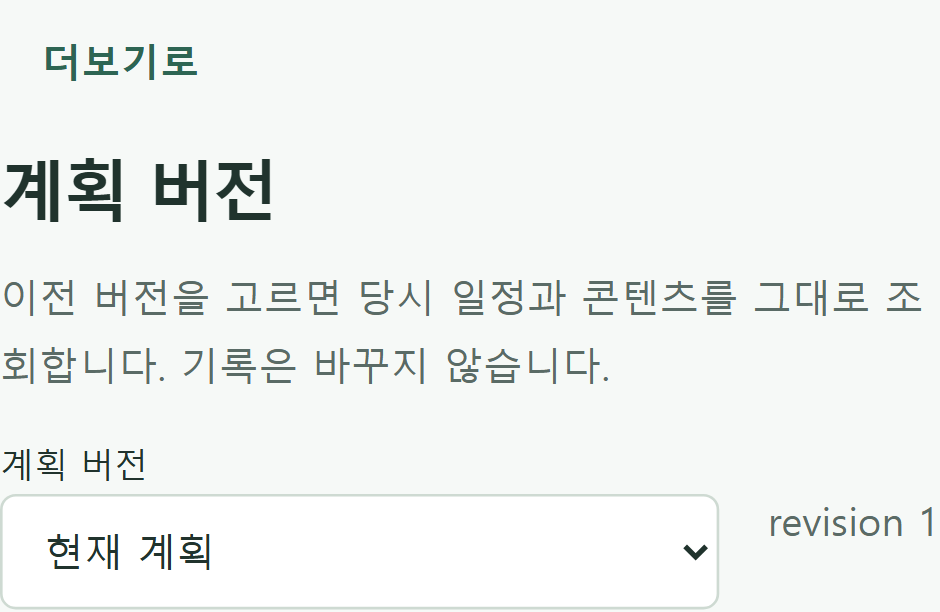 더보기로
계획 버전
이전 버전을 고르면 당시 일정과 콘텐츠를 그대로 조
회합니다. 기록은 바꾸지 않습니다.
계획 버전
현재 계획
revision 1